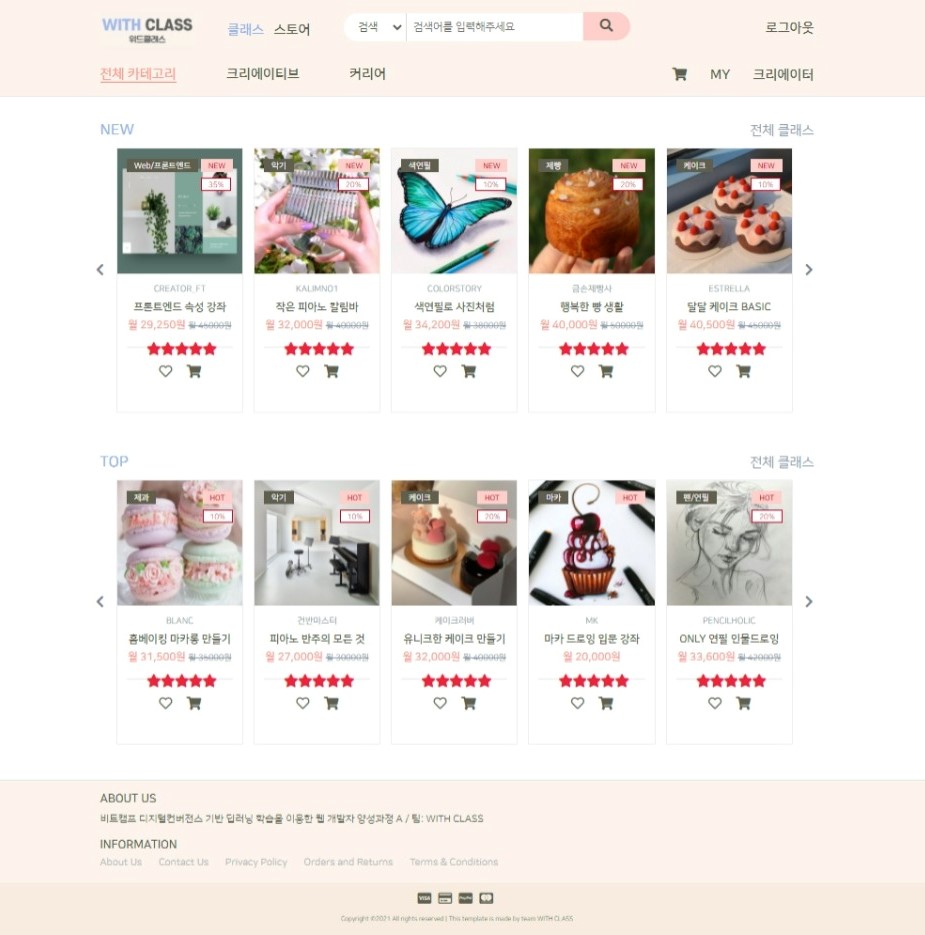 WITH CLASS
위드클래스
클래스 스토어
검색
검색어를 입력해주세요
로그아웃
전체 카테고리
크리에이티브
커리어
MY
크리에이터
NEW
전체 클래스
Web/프론트엔드 NEW
35%
CREATOR_FT
프론트엔드 속성 강좌
월 29,250원 월 45000원
악기 NEW
20%
KALIMNO1
작은 피아노 칼림바
월 32,000원 월 40000원
색연필 NEW
10%
COLORSTORY
색연필로 사진처럼
월 34,200원 월 38000원
제빵 NEW
20%
금손제빵사
행복한 빵 생활
월 40,000원 월 50000원
케이크 NEW
10%
ESTRELLA
달달 케이크 BASIC
월 40,500원 월 45000원
TOP
전체 클래스
제과 HOT
10%
BLANC
홈베이킹 마카롱 만들기
월 31,500원 월 35000원
악기 HOT
10%
건반마스터
피아노 반주의 모든 것
월 27,000원 월 30000원
케이크 HOT
20%
케이크러버
유니크한 케이크 만들기
월 32,000원 월 40000원
마카 HOT
MK
마카 드로잉 입문 강좌
월 20,000원
펜/연필 HOT
20%
PENCILHOLIC
ONLY 연필 인물드로잉
월 33,600원 월 42000원
ABOUT US
비트캠프 디지털컨버전스 기반 딥러닝 학습을 이용한 웹 개발자 양성과정 A / 팀: WITH CLASS
INFORMATION
About Us Contact Us Privacy Policy Orders and Returns Terms & Conditions
VISA
PayPal
Copyright ©2021 All rights reserved | This template is made by team WITH CLASS